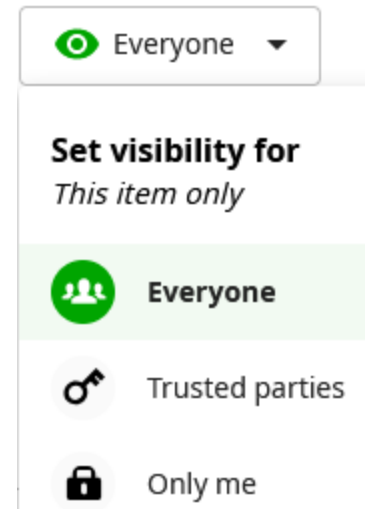 Everyone
Set visibility for
This item only
Everyone
Trusted parties
Only me